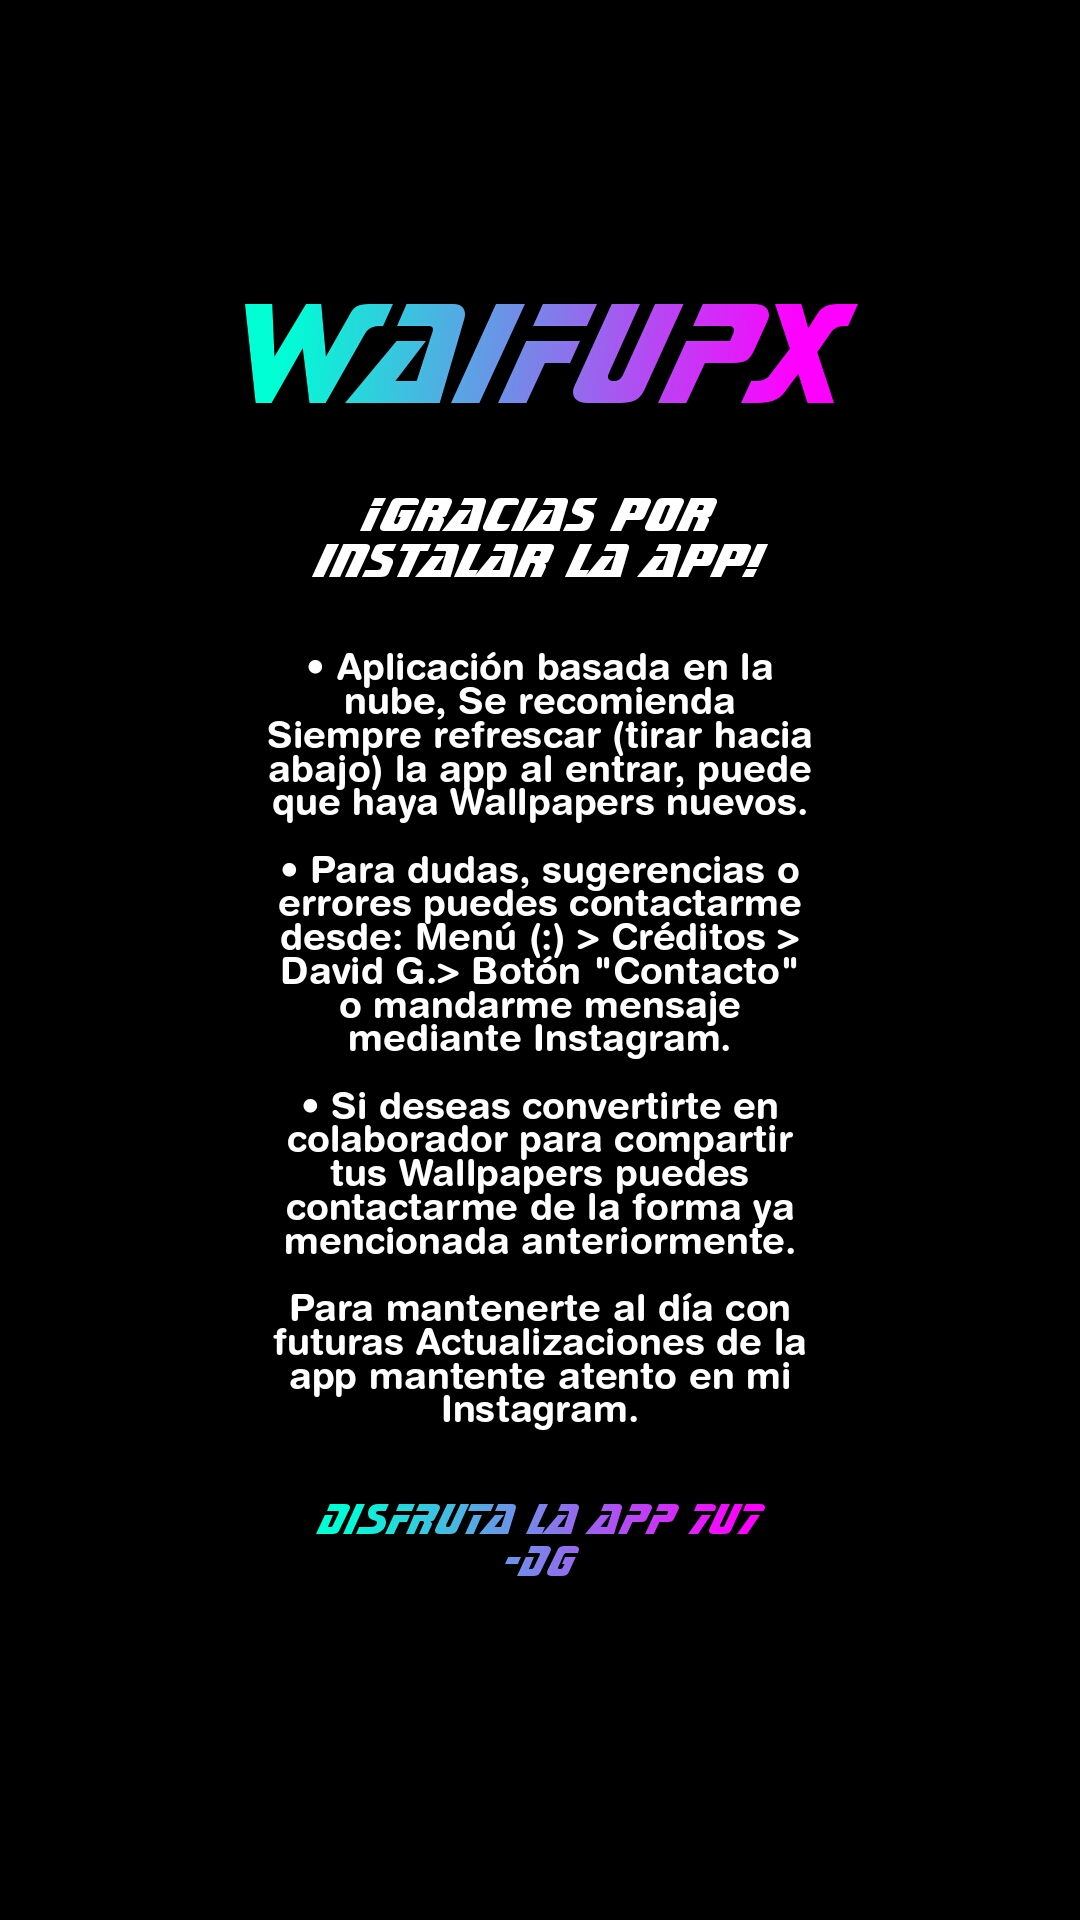 WAIFUPX
¡GRACIAS POR
INSTALAR LA APP!
• Aplicación basada en la
nube, Se recomienda
Siempre refrescar (tirar hacia
abajo) la app al entrar, puede
que haya Wallpapers nuevos.
• Para dudas, sugerencias o
errores puedes contactarme
desde: Menú (:) > Créditos >
David G.> Botón "Contacto"
o mandarme mensaje
mediante Instagram.
• Si deseas convertirte en
colaborador para compartir
tus Wallpapers puedes
contactarme de la forma ya
mencionada anteriormente.
Para mantenerte al día con
futuras Actualizaciones de la
app mantente atento en mi
Instagram.
DISFRUTA LA APP TUT
-DG